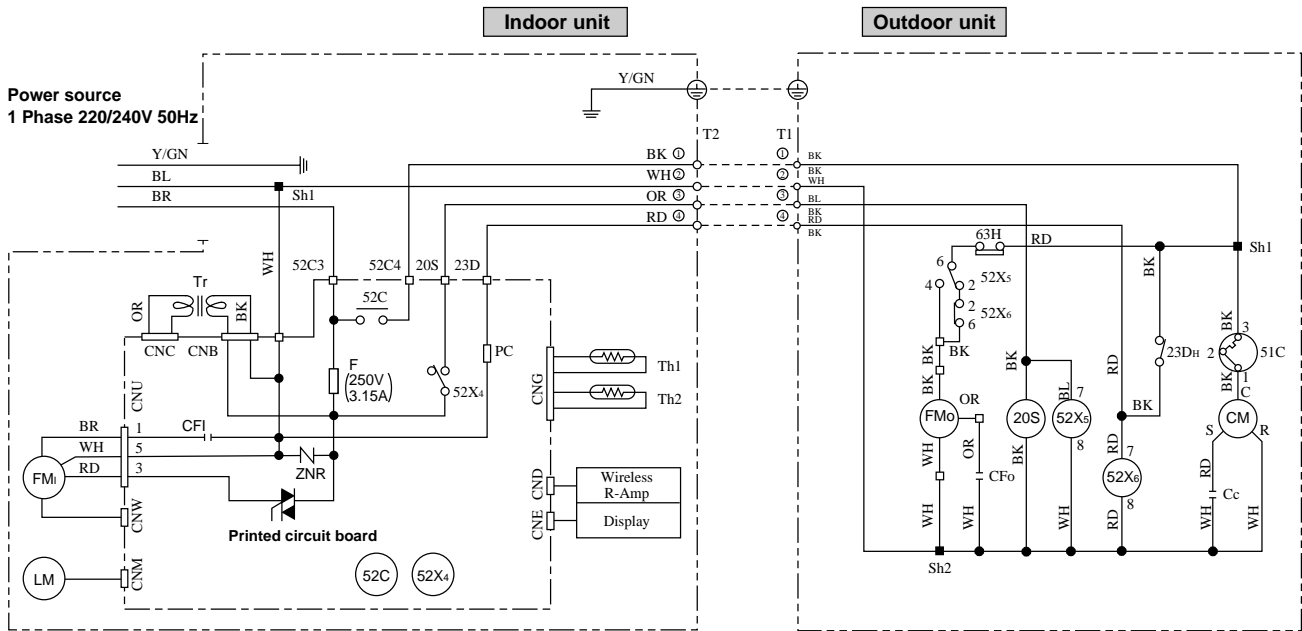 Indoor unit
Outdoor unit
Power source
1 Phase 220/240V 50Hz
Y/GN
T2
T1
Y/GN
BL
BR
Sh1
BK ①
WH②
OR ③
RD ④
①
②
③
④
BK
BK
WH
BL
BK
RD
BK
WH
52C3
52C4
20S
23D
52C
Tr
OR
BK
CNC
CNB
F
(250V
3.15A)
52X4
PC
CNG
Th1
Th2
CNU
BR
WH
RD
1
5
3
CFI
ZNR
FMI
CNW
CNM
LM
Printed circuit board
52C
52X4
CND
CNE
Wireless
R-Amp
Display
63H
RD
Sh1
6
4
2
52X5
2
6
52X6
BK
BK
BK
FMo
OR
OR
CFo
WH
WH
WH
Sh2
BK
20S
BK
BL
7
52X5
8
WH
RD
BK
BK
23DH
RD
7
52X6
8
RD
BK
3
2
51C
1
BK
C
CM
S
R
RD
Cc
WH
WH